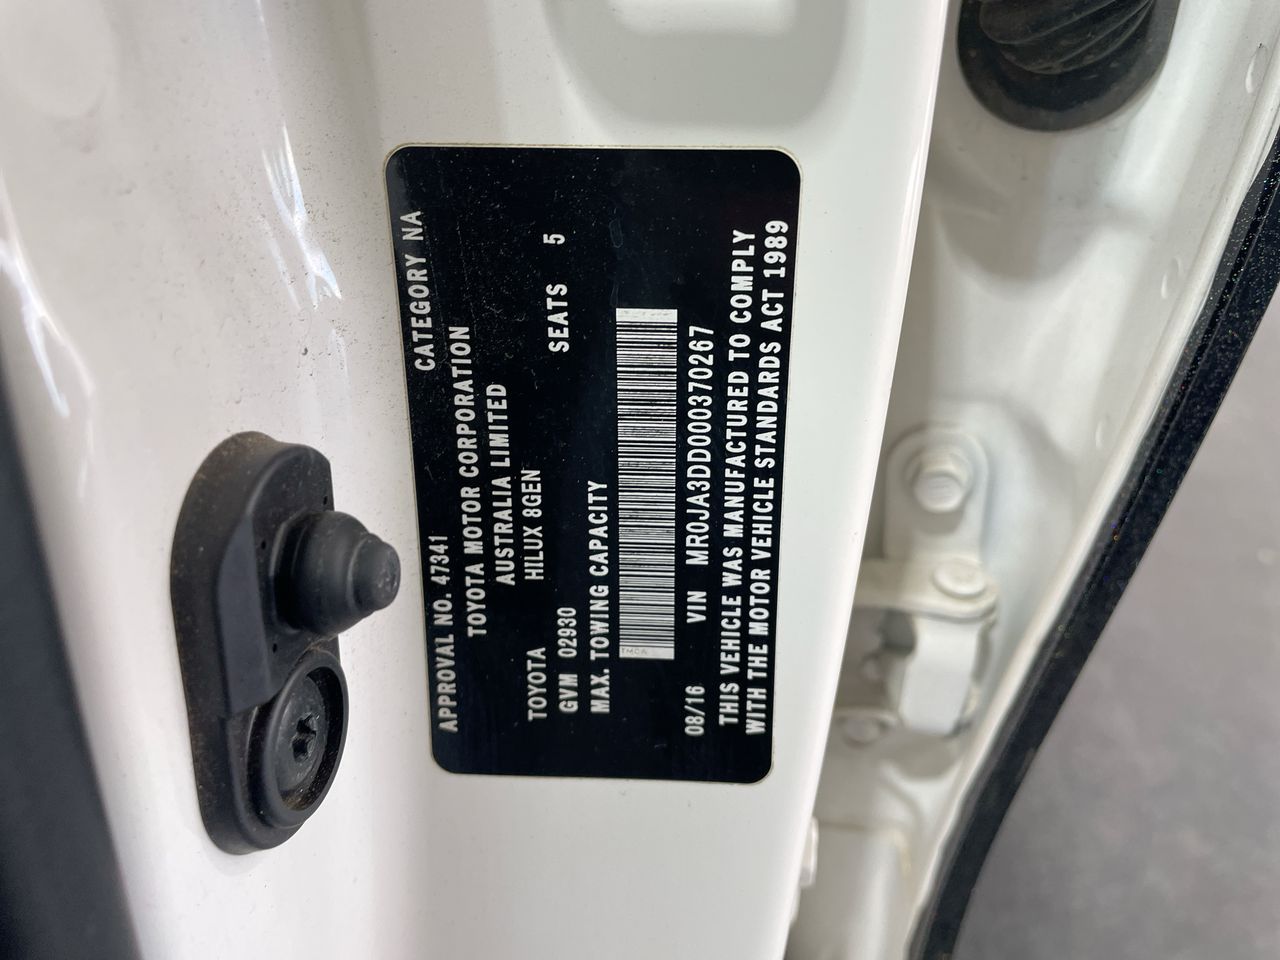 APPROVAL NO. 47341 CATEGORY NA
TOYOTA MOTOR CORPORATION
AUSTRALIA LIMITED
TOYOTA HILUX 8GEN
GVM 02930 SEATS 5
MAX. TOWING CAPACITY
TMCA
08/16 VIN MR0JA3DD000370267
THIS VEHICLE WAS MANUFACTURED TO COMPLY
WITH THE MOTOR VEHICLE STANDARDS ACT 1989